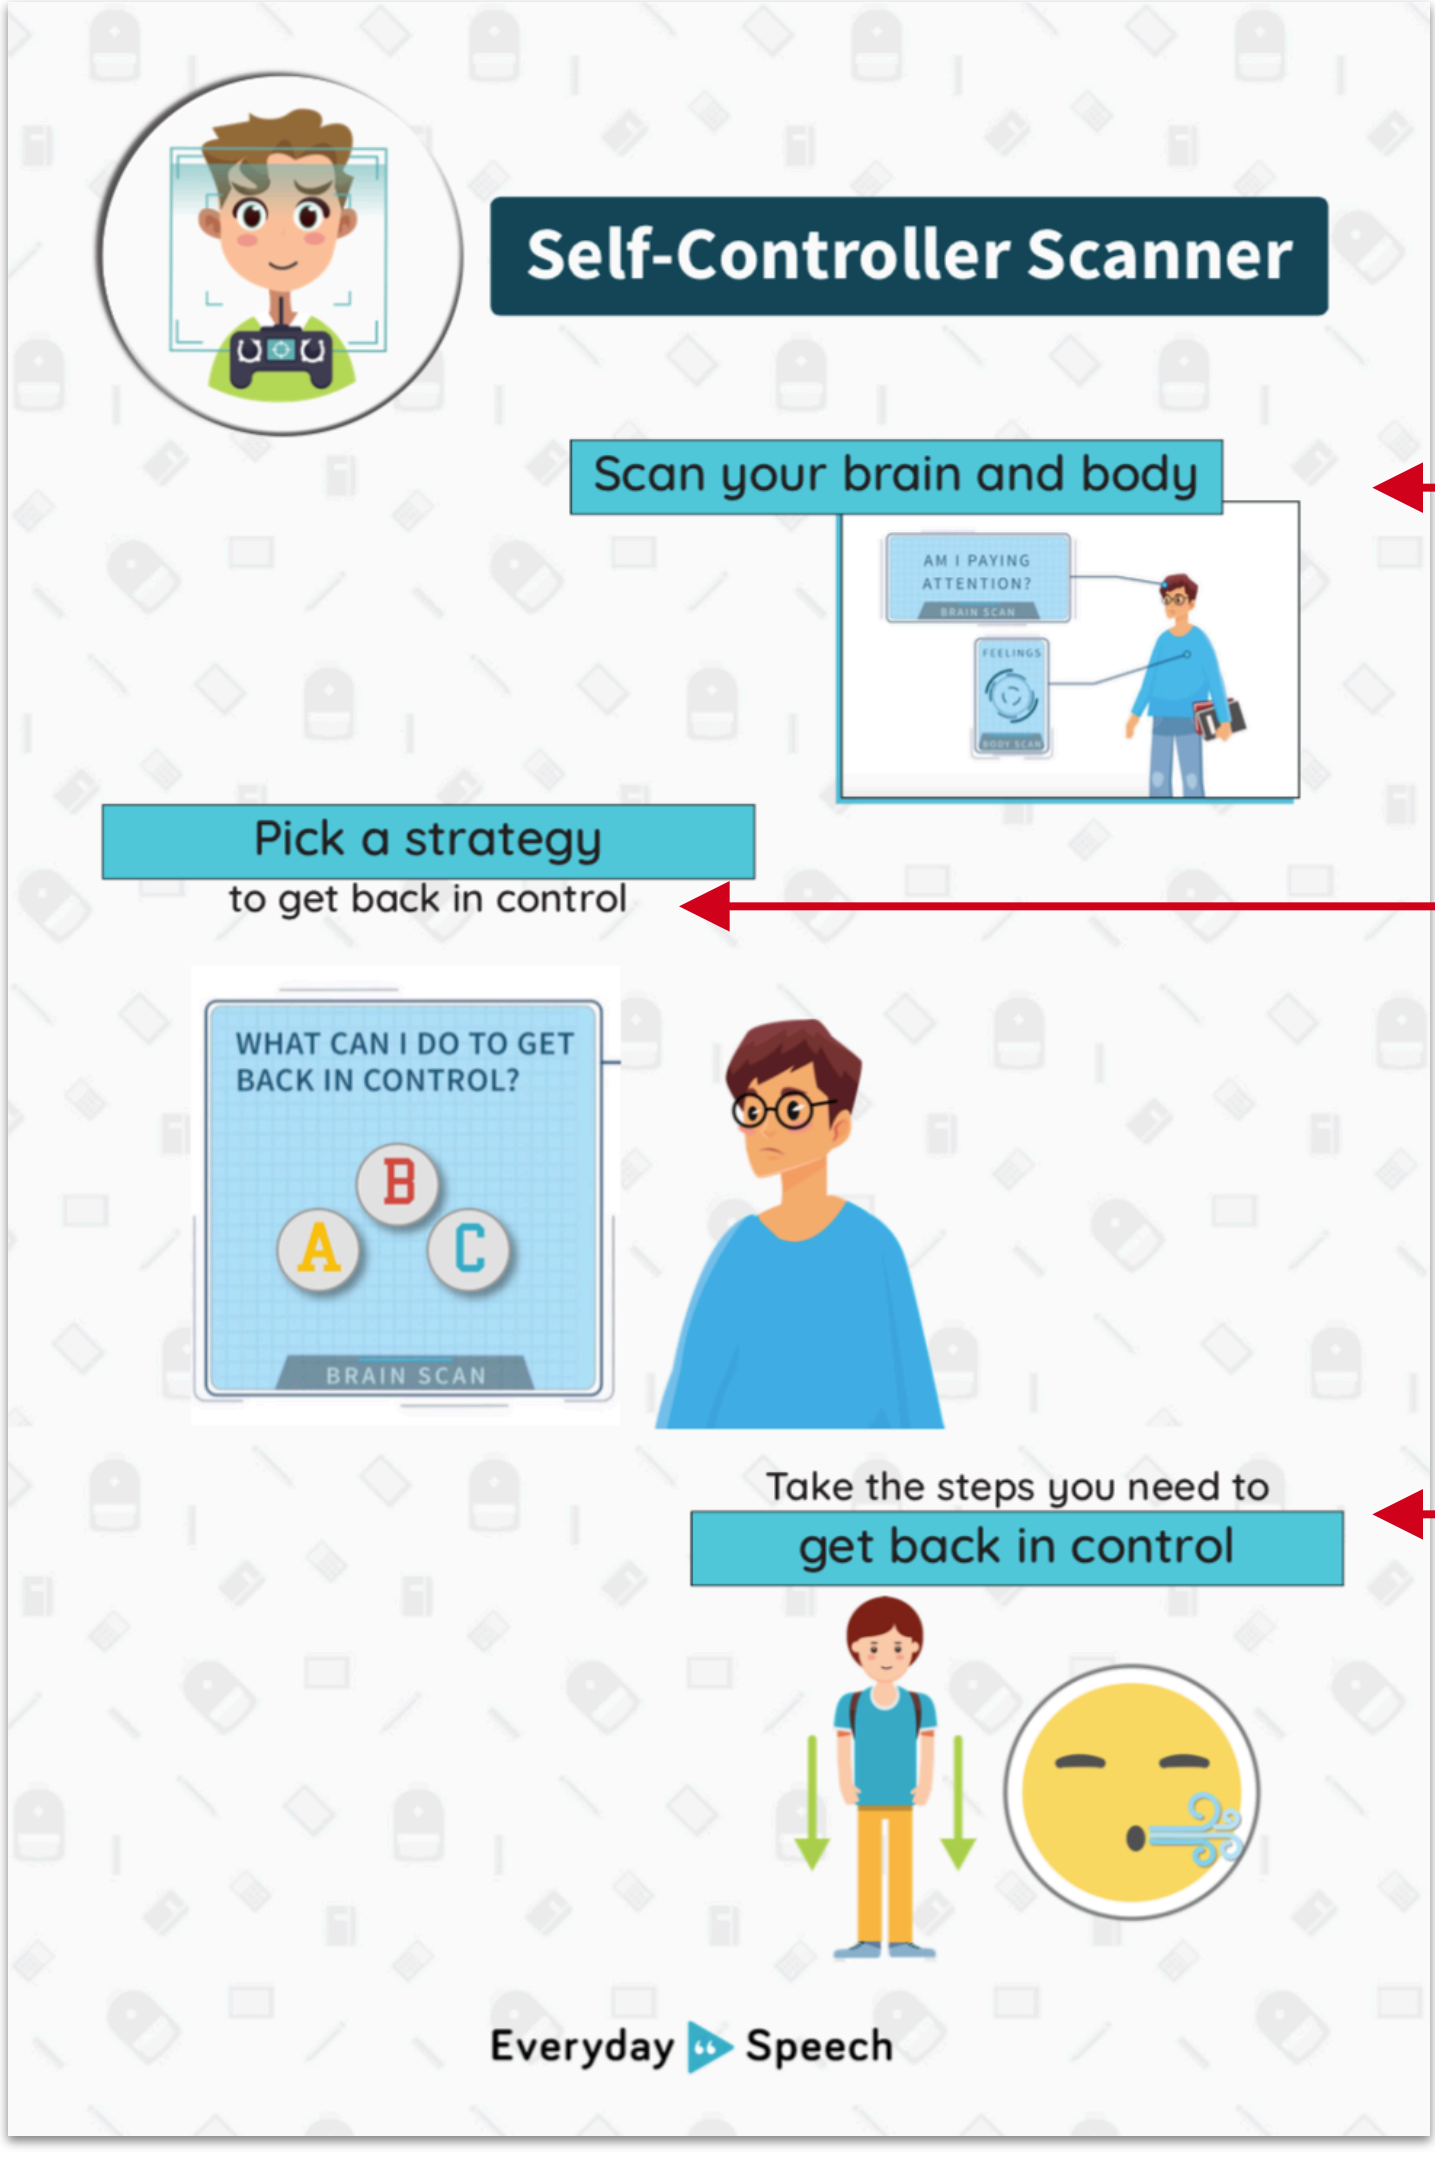 Self-Controller Scanner
Scan your brain and body
AM I PAYING
ATTENTION?
BRAIN SCAN
FEELINGS
BODY SCAN
Pick a strategy
to get back in control
WHAT CAN I DO TO GET
BACK IN CONTROL?
B
A C
BRAIN SCAN
Take the steps you need to
get back in control
Everyday Speech